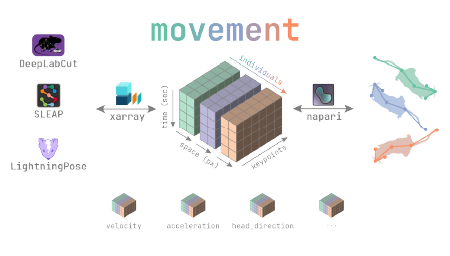 movement
DeepLabCut
SLEAP
LightningPose
xarray
individuals
time (sec)
space (px)
keypoints
napari
velocity
acceleration
head_direction
...